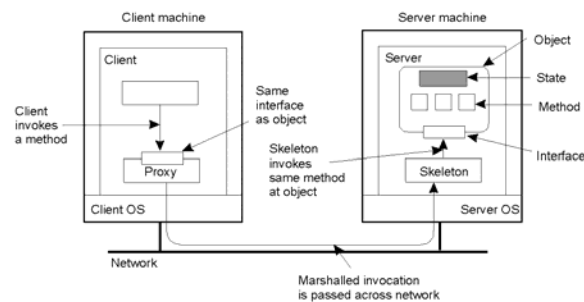 Client machine
Server machine
Object
Client
Server
State
Same
interface
as object
Client
invokes
a method
Method
Skeleton
invokes
same method
at object
Interface
Proxy
Skeleton
Client OS
Server OS
Network
Marshalled invocation
is passed across network